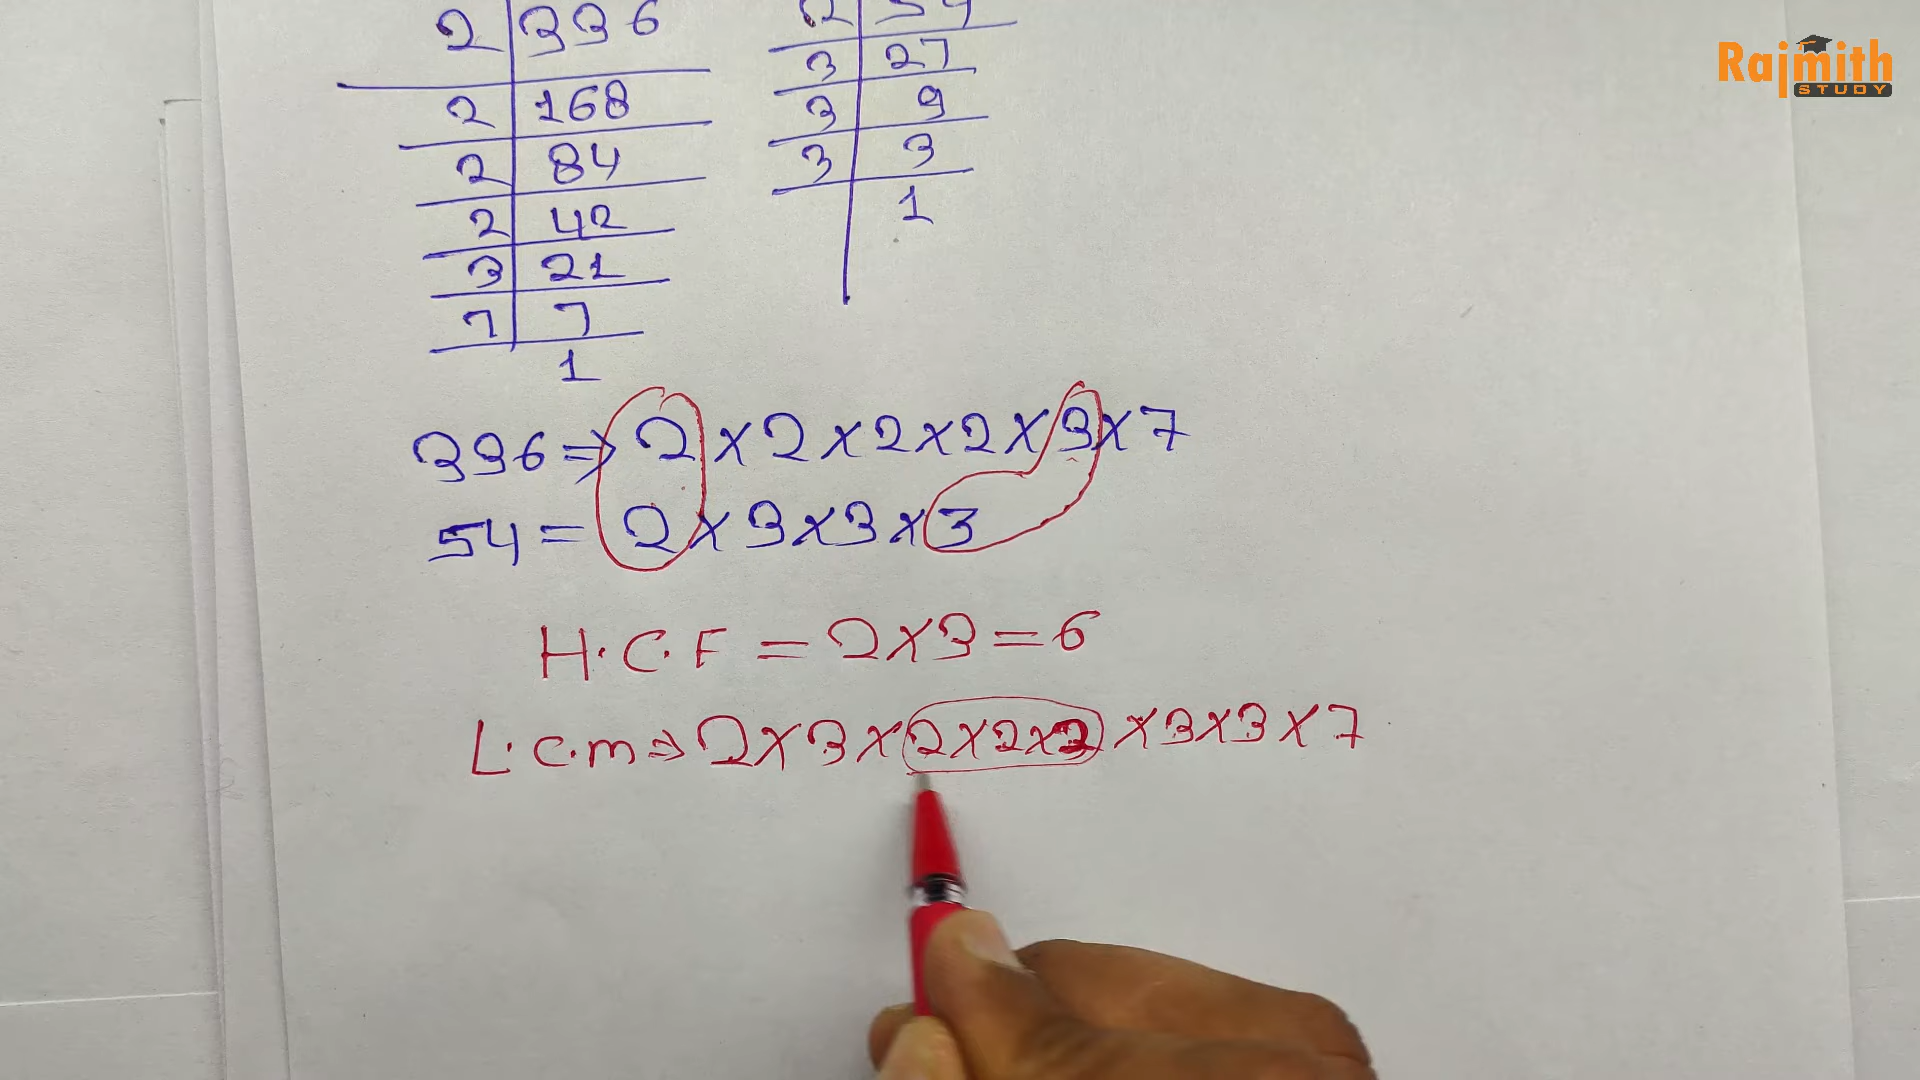 2 336
2 168
2 84
2 42
3 21
7 7
1
2 54
3 27
3 9
3 3
1
336 ⇒ 2×2×2×2×3×7
54 = 2×3×3×3
H.C.F = 2×3=6
L.C.m ⇒ 2×3×2×2×2×3×3×7
Rajmith
STUDY